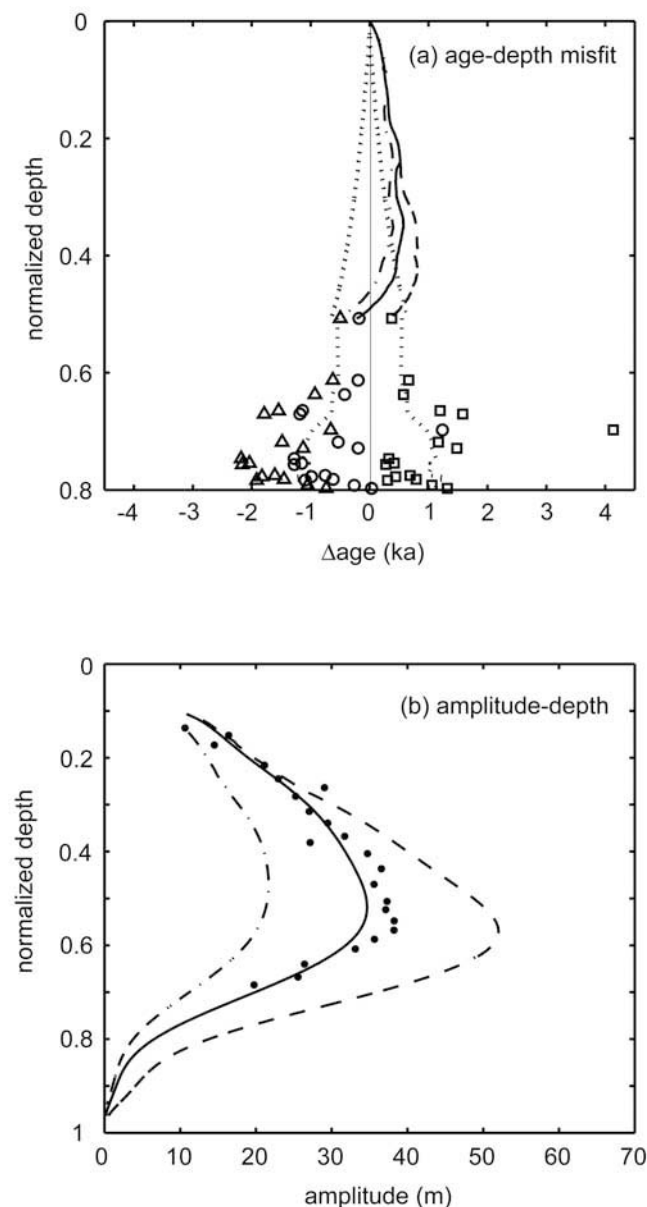 (a) age-depth misfit
normalized depth
0
0.2
0.4
0.6
0.8
-4 -3 -2 -1 0 1 2 3 4
Δage (ka)
(b) amplitude-depth
normalized depth
0
0.2
0.4
0.6
0.8
1
0 10 20 30 40 50 60 70
amplitude (m)